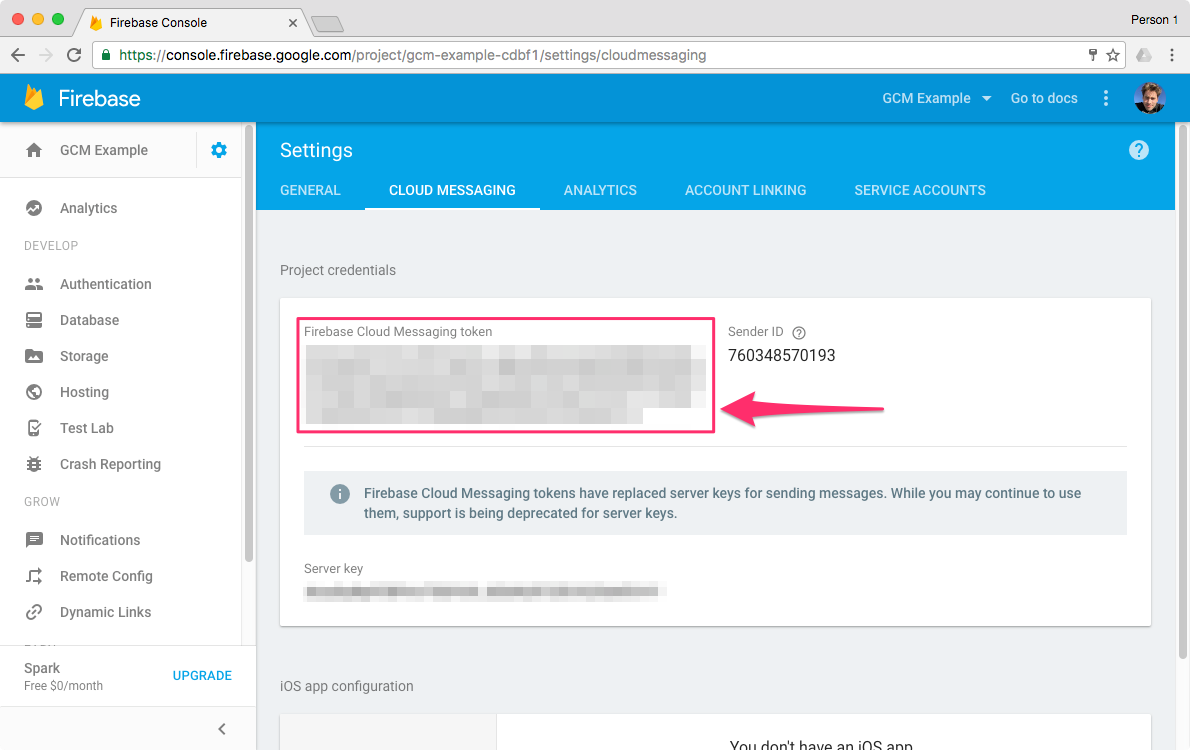 Firebase Console
Person 1
https://console.firebase.google.com/project/gcm-example-cdbf1/settings/cloudmessaging
Firebase
GCM Example
Go to docs
GCM Example
Settings
GENERAL
CLOUD MESSAGING
ANALYTICS
ACCOUNT LINKING
SERVICE ACCOUNTS
Analytics
DEVELOP
Authentication
Database
Storage
Hosting
Test Lab
Crash Reporting
GROW
Notifications
Remote Config
Dynamic Links
Spark
Free $0/month
UPGRADE
Project credentials
Firebase Cloud Messaging token
Sender ID
760348570193
Firebase Cloud Messaging tokens have replaced server keys for sending messages. While you may continue to use
them, support is being deprecated for server keys.
Server key
iOS app configuration
You don't have an iOS app